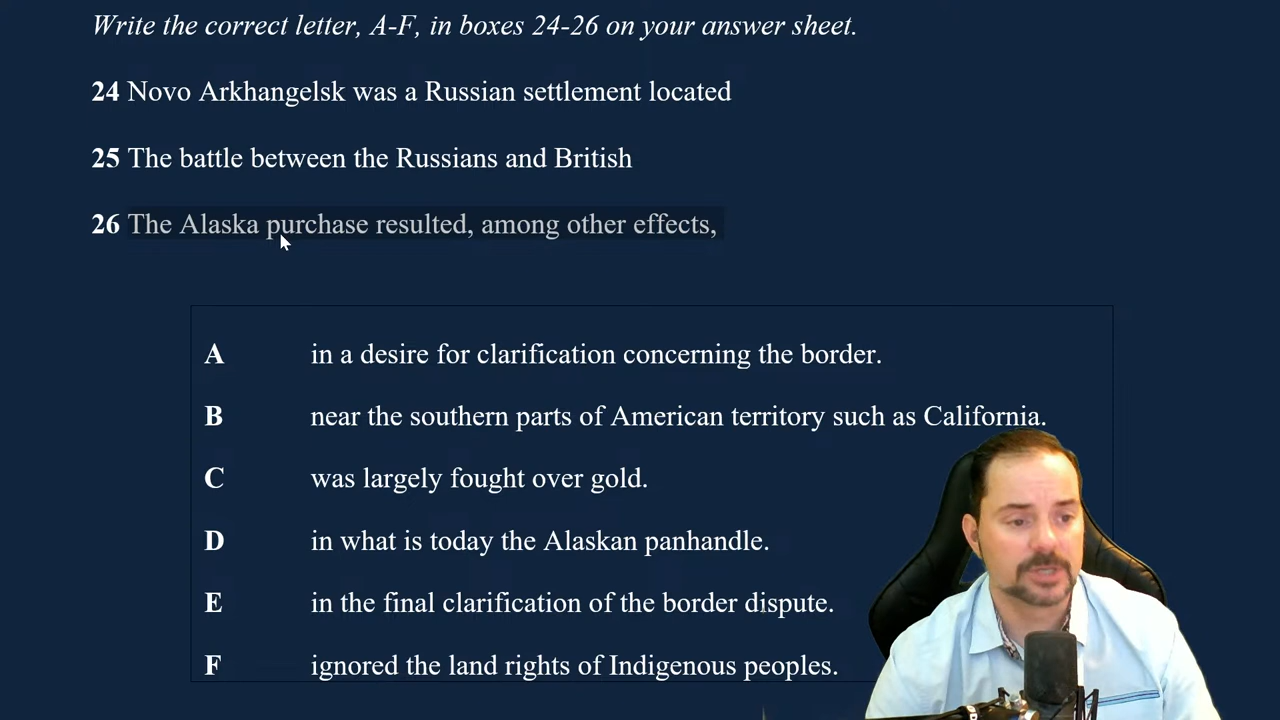 Write the correct letter, A-F, in boxes 24-26 on your answer sheet.
24 Novo Arkhangelsk was a Russian settlement located
25 The battle between the Russians and British
26 The Alaska purchase resulted, among other effects,
A in a desire for clarification concerning the border.
B near the southern parts of American territory such as California.
C was largely fought over gold.
D in what is today the Alaskan panhandle.
E in the final clarification of the border dispute.
F ignored the land rights of Indigenous peoples.